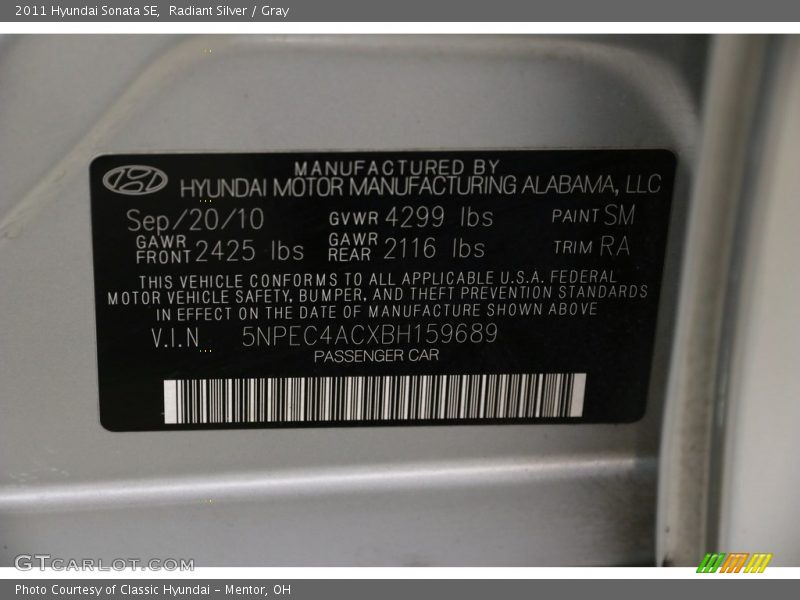 2011 Hyundai Sonata SE,  Radiant Silver / Gray
MANUFACTURED BY
HYUNDAI MOTOR MANUFACTURING ALABAMA, LLC
Sep/20/10 GVWR 4299 lbs PAINT SM
GAWR FRONT 2425 lbs GAWR REAR 2116 lbs TRIM RA
THIS VEHICLE CONFORMS TO ALL APPLICABLE U.S.A. FEDERAL
MOTOR VEHICLE SAFETY, BUMPER, AND THEFT PREVENTION STANDARDS
IN EFFECT ON THE DATE OF MANUFACTURE SHOWN ABOVE
V.I.N 5NPEC4ACXBH159689
PASSENGER CAR
GTCARLOT.COM
Photo Courtesy of Classic Hyundai - Mentor, OH